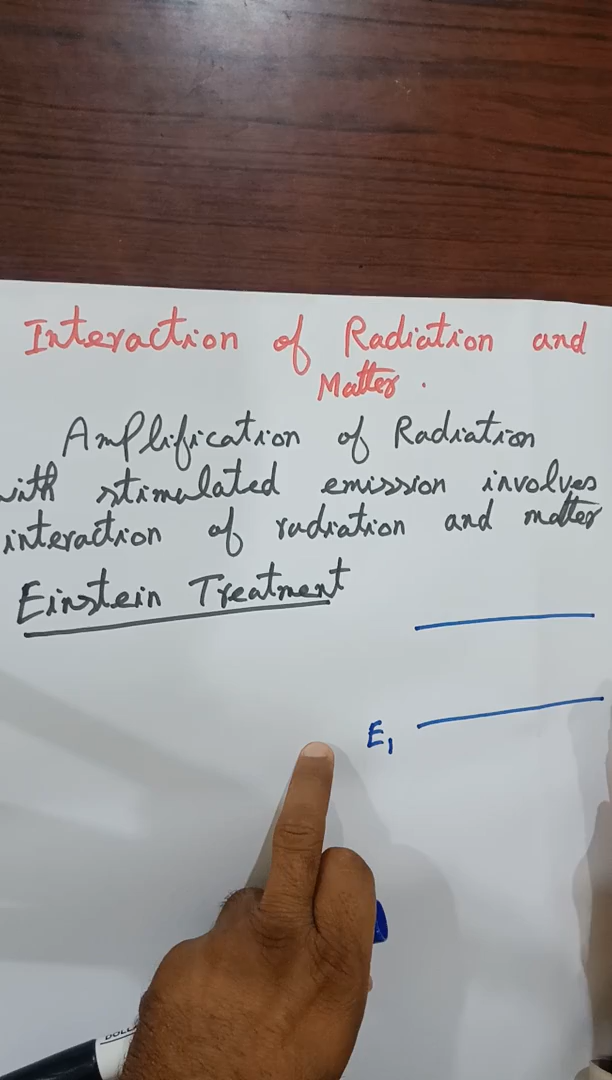 Interaction of Radiation and
Matter.
Amplification of Radiation
with stimulated emission involves
interaction of radiation and matter
Einstein Treatment
E1
DOLL